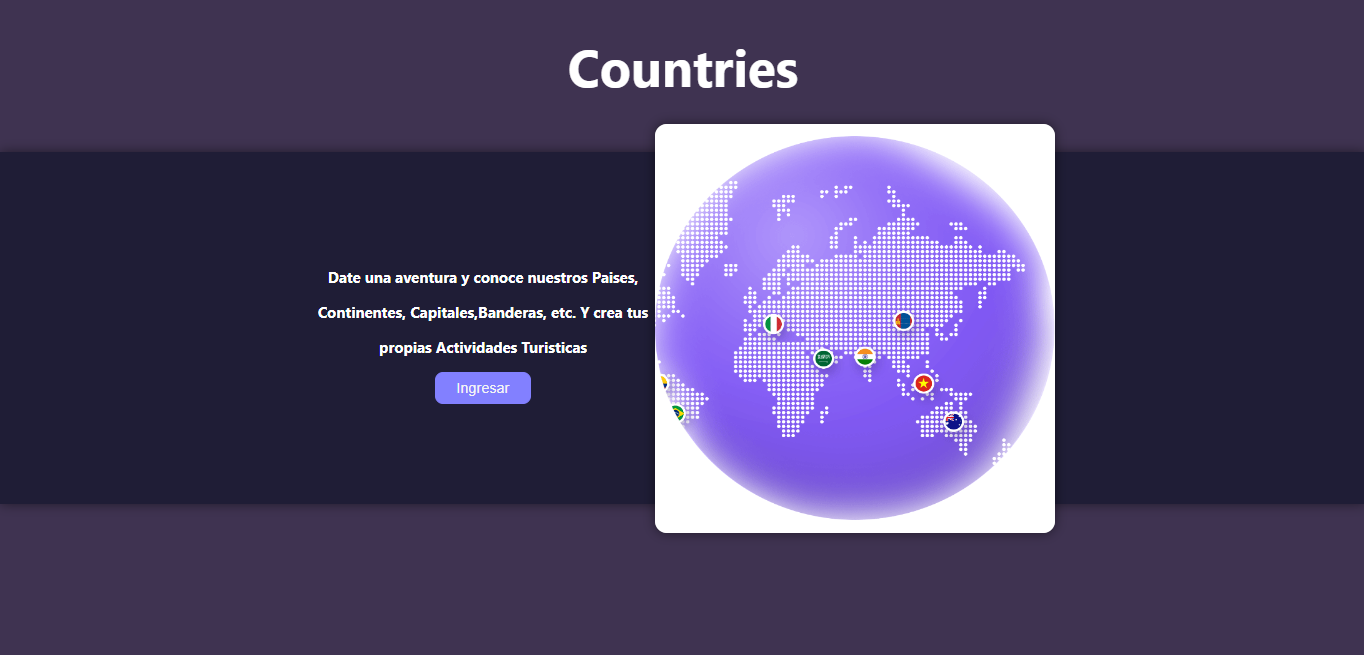 Countries
Date una aventura y conoce nuestros Paises,
Continentes, Capitales,Banderas, etc. Y crea tus
propias Actividades Turisticas
Ingresar